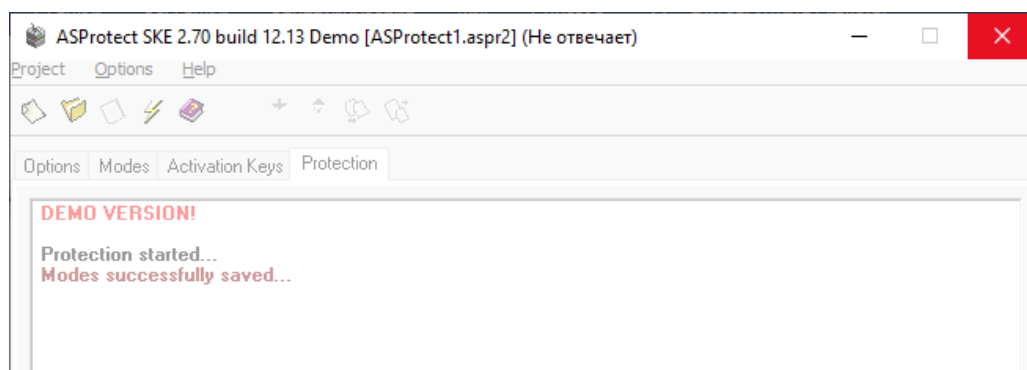 ASProtect SKE 2.70 build 12.13 Demo [ASProtect1.aspr2] (Не отвечает)
Project Options Help
Options Modes Activation Keys Protection
DEMO VERSION!
Protection started...
Modes successfully saved...